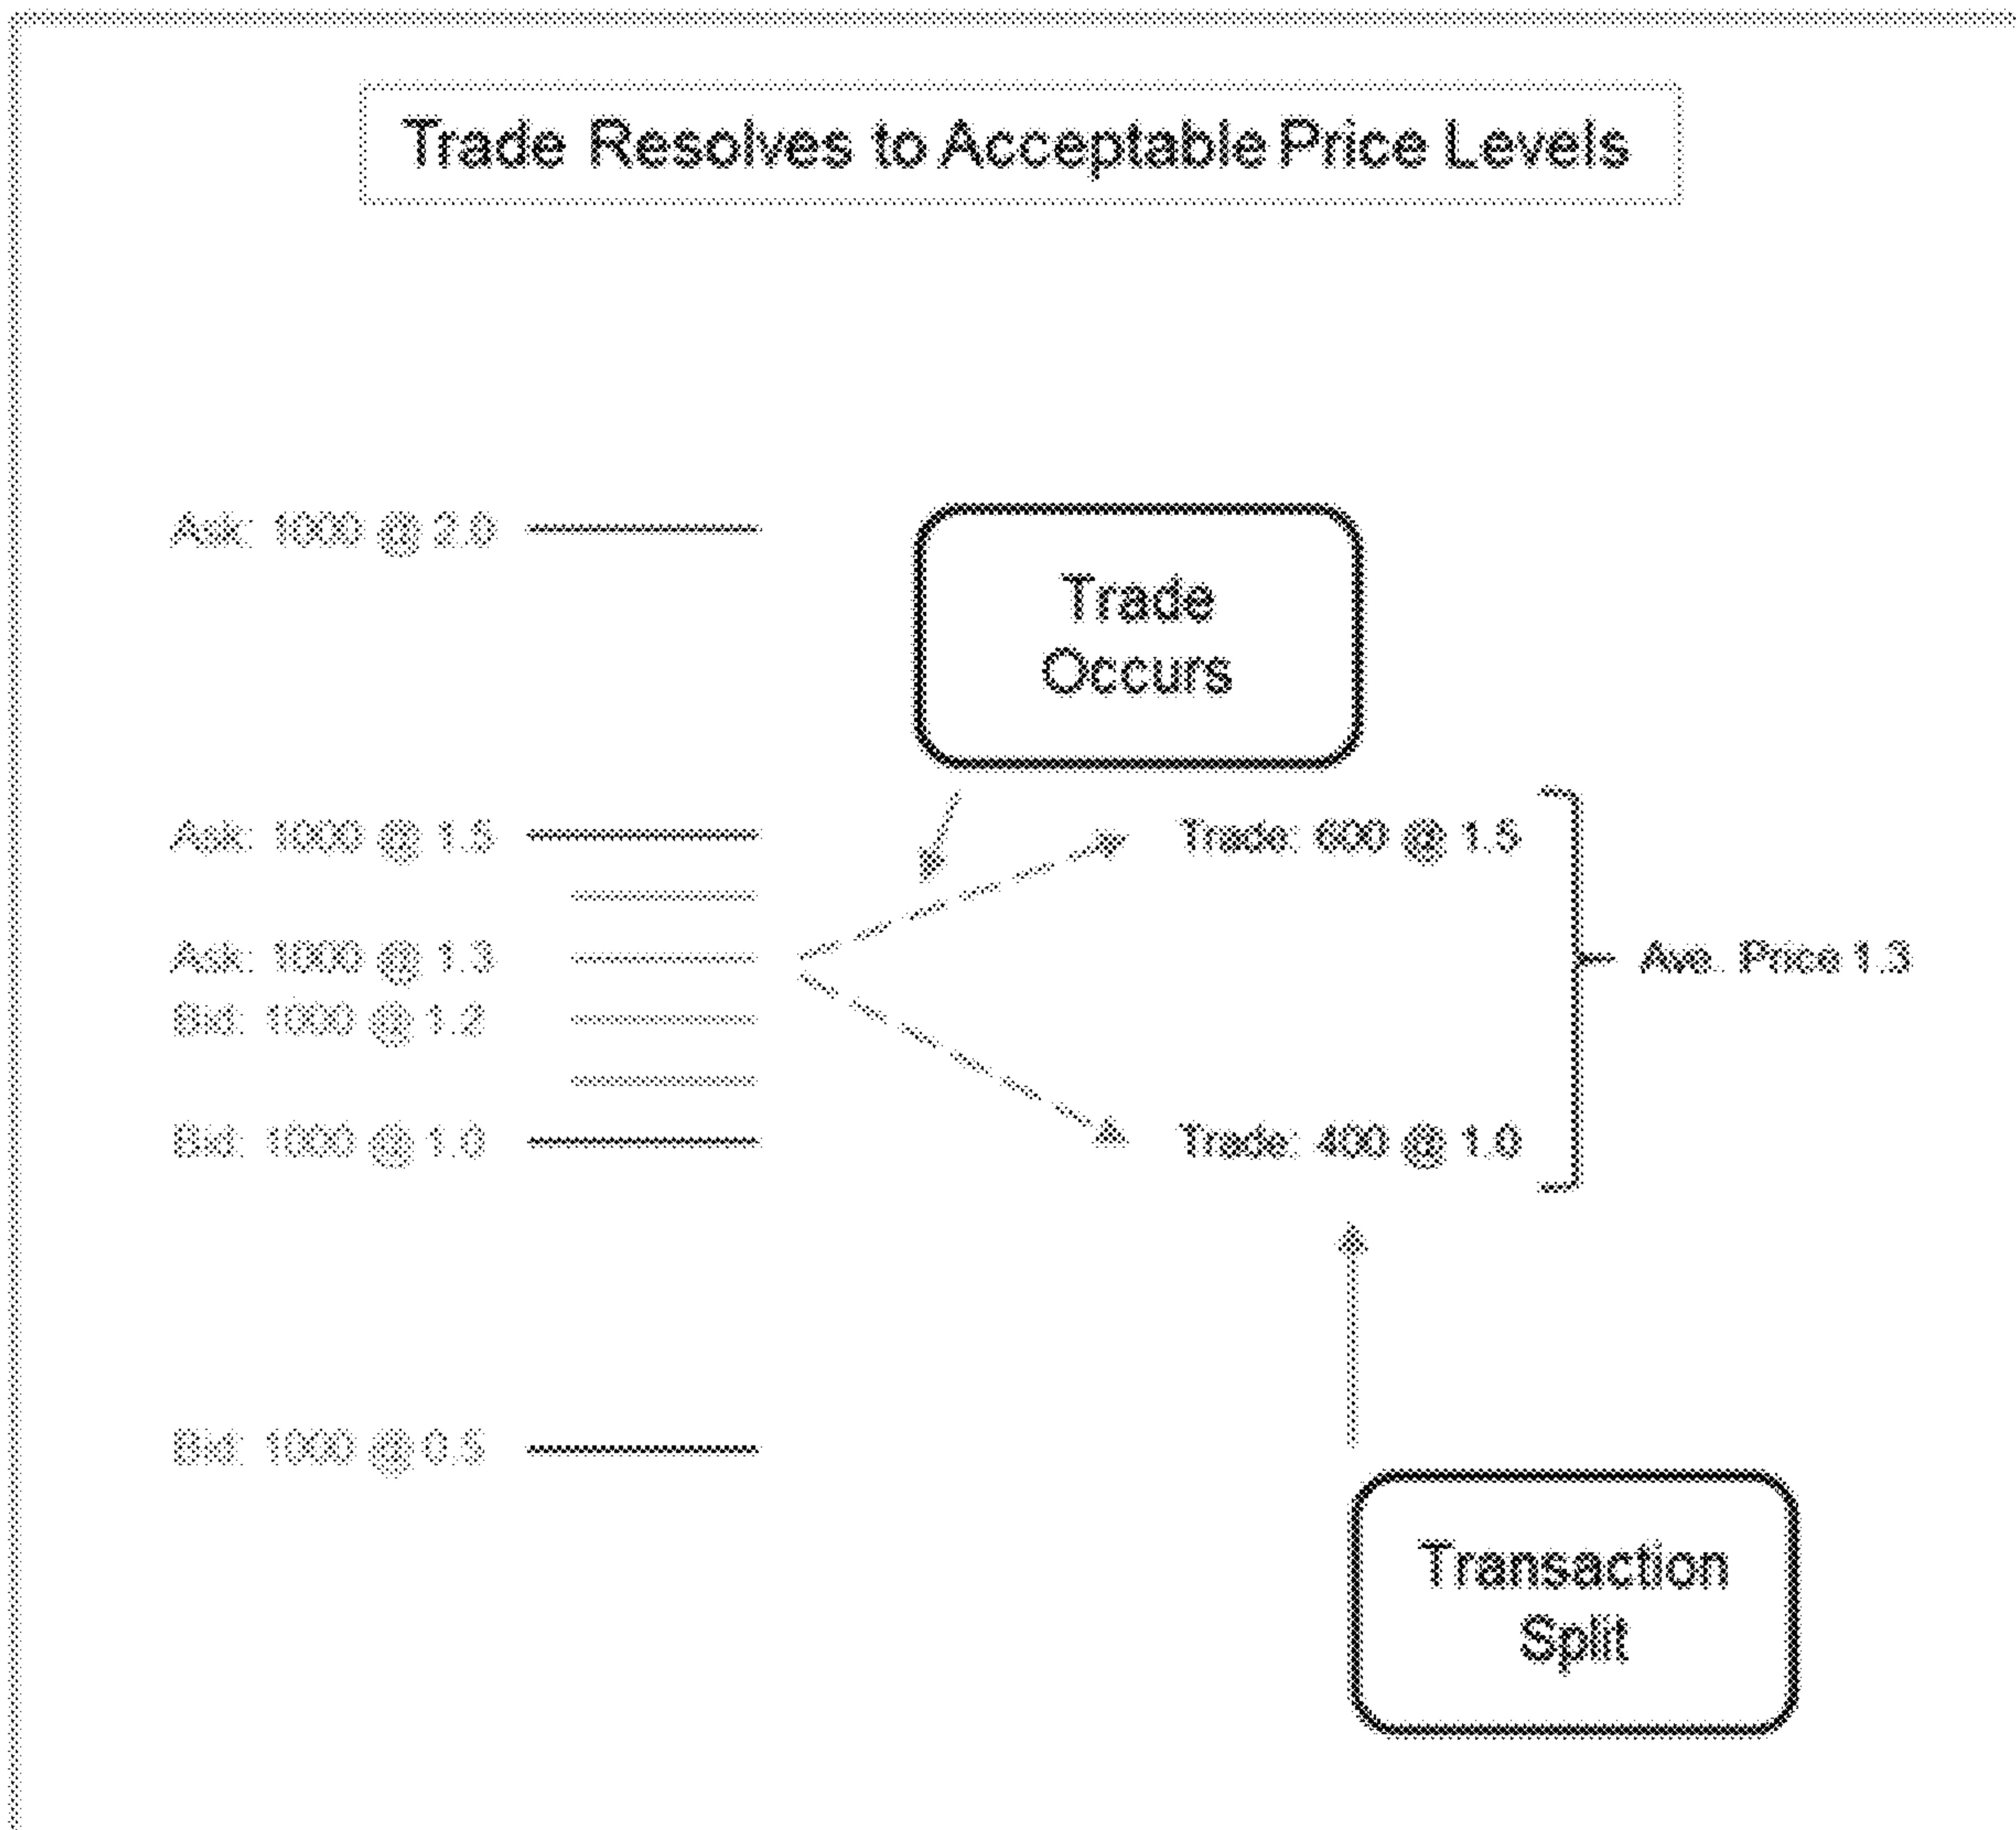 Trade Resolves to Acceptable Price Levels
Ask: 1000 @ 2.0
Trade
Occurs
Ask: 1000 @ 1.5
Trade: 600 @ 1.5
Ask: 1000 @ 1.3
Ave. Price 1.3
Bid: 1000 @ 1.2
Bid: 1000 @ 1.0
Trade: 400 @ 1.0
Bid: 1000 @ 0.5
Transaction
Split